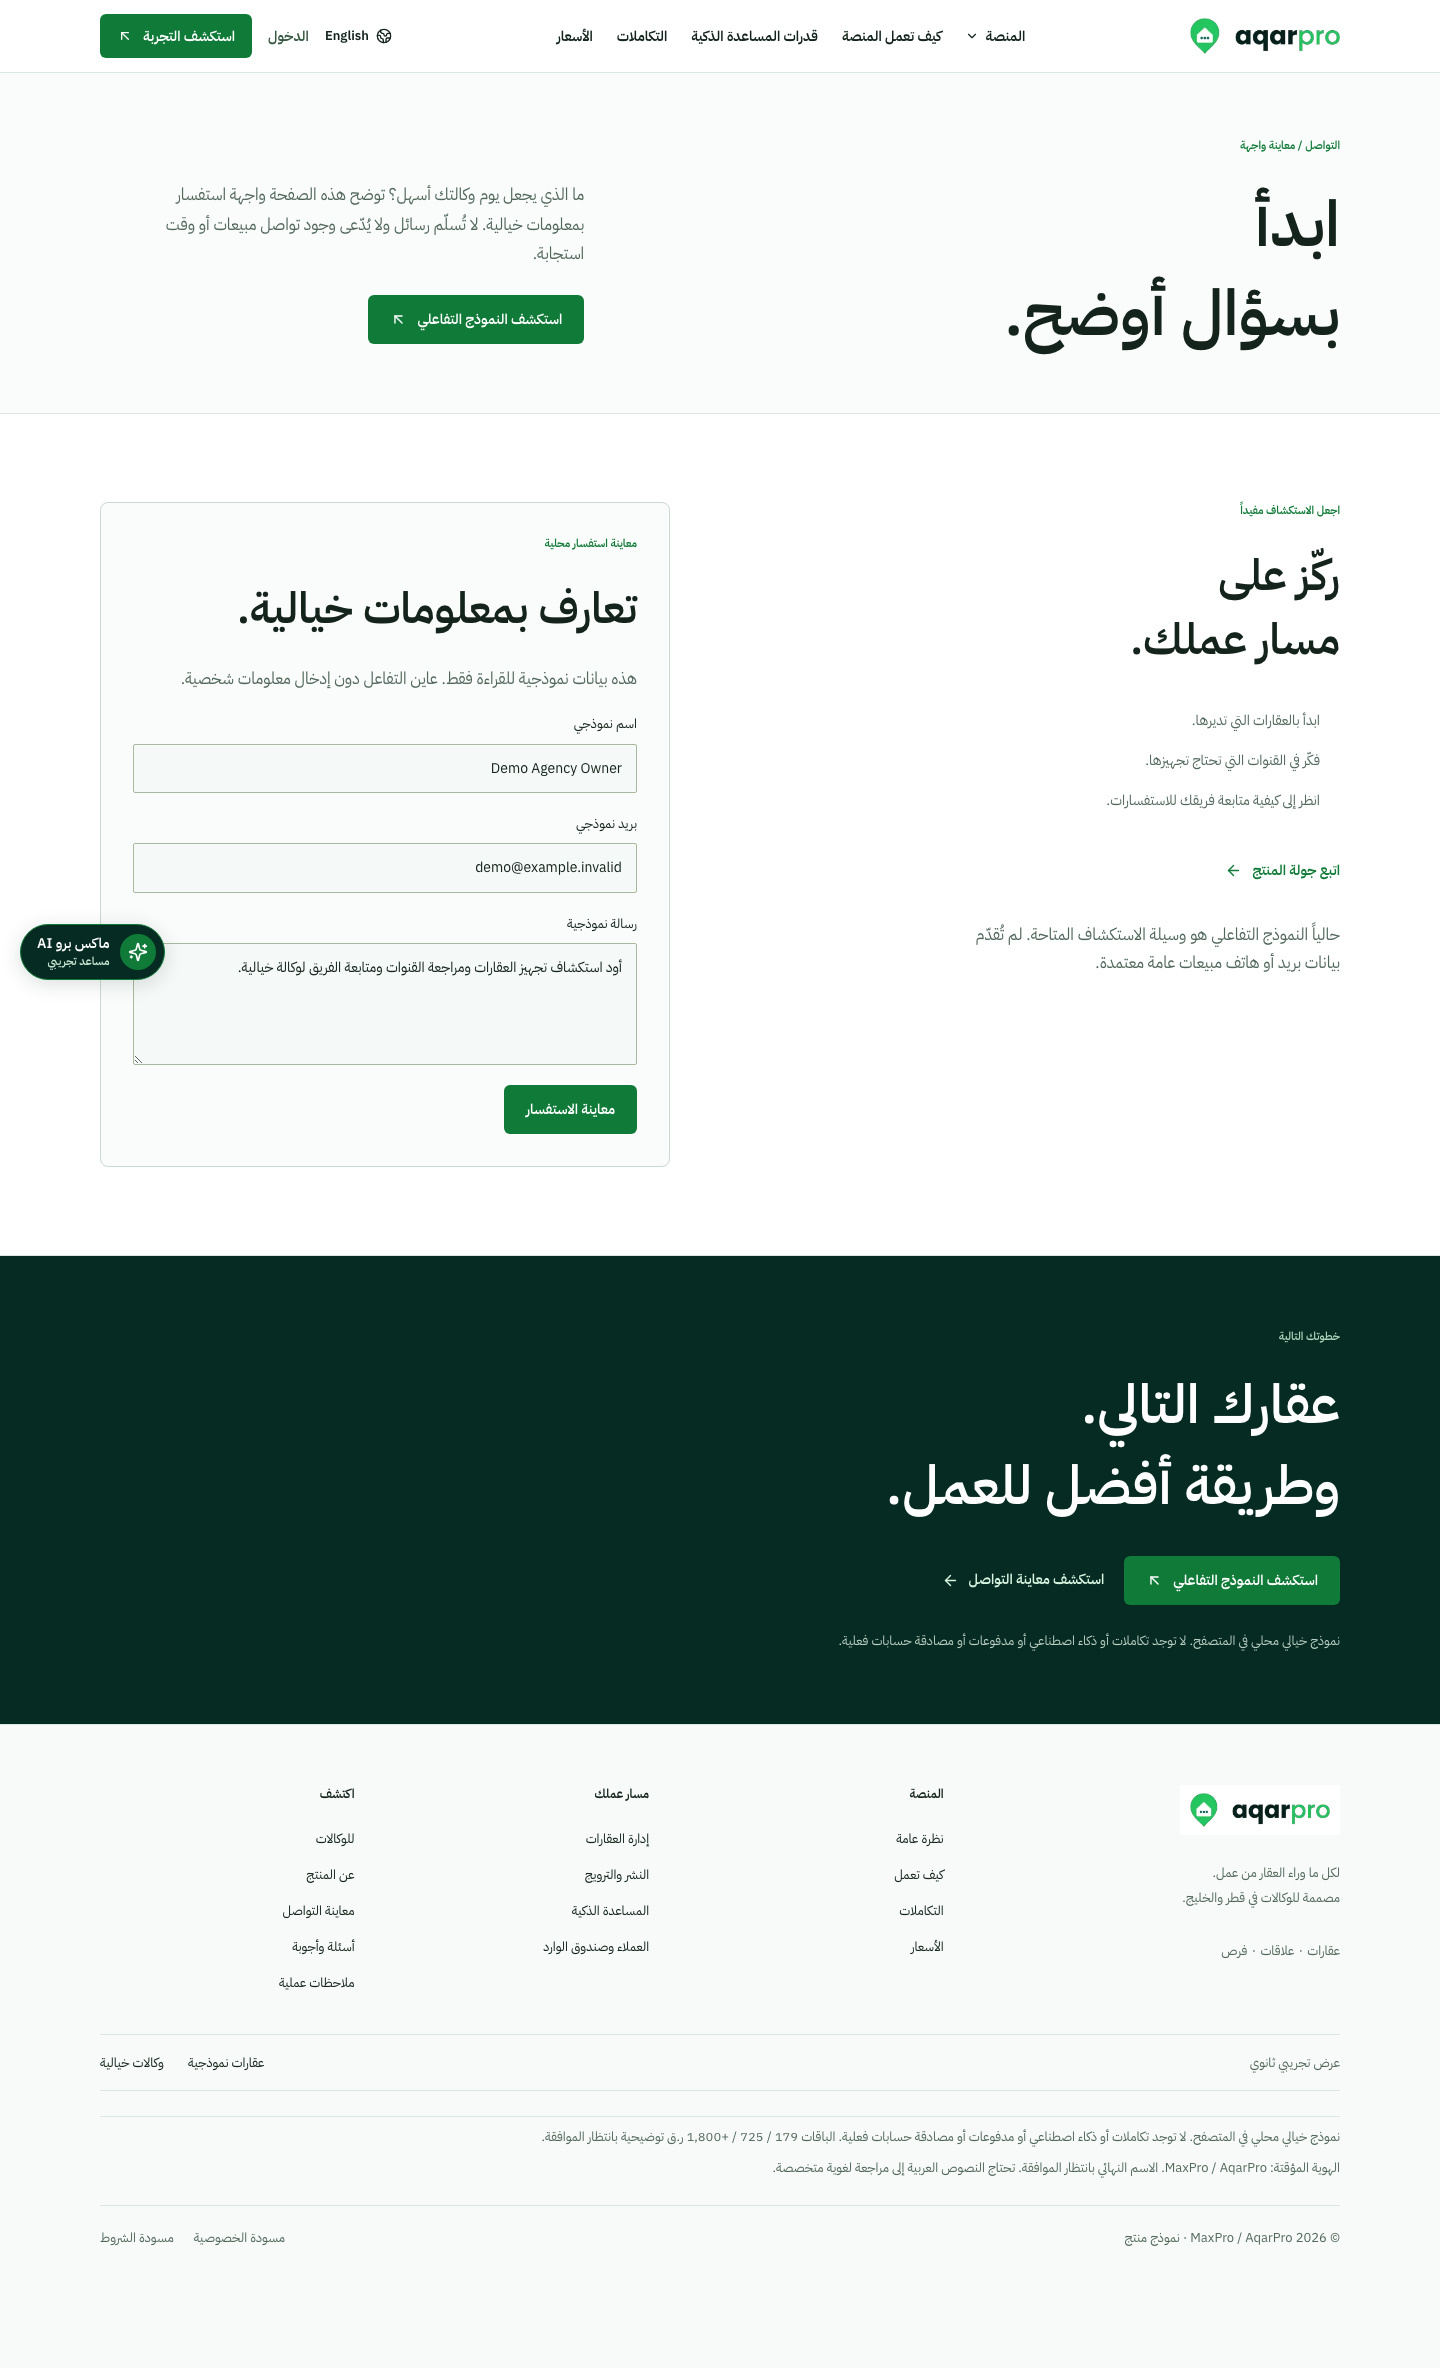 aqarpro
المنصة
كيف تعمل المنصة
قدرات المساعدة الذكية
التكاملات
الأسعار
English
الدخول
استكشف التجربة
التواصل / معاينة واجهة
ابدأ
بسؤال أوضح.
ما الذي يجعل يوم وكالتك أسهل؟ توضح هذه الصفحة واجهة استفسار
بمعلومات خيالية. لا تُسلّم رسائل ولا يُدّعى وجود تواصل مبيعات أو وقت
استجابة.
استكشف النموذج التفاعلي
اجعل الاستكشاف مفيداً
ركّز على
مسار عملك.
ابدأ بالعقارات التي تديرها.
فكّر في القنوات التي تحتاج تجهيزها.
انظر إلى كيفية متابعة فريقك للاستفسارات.
اتبع جولة المنتج
حالياً النموذج التفاعلي هو وسيلة الاستكشاف المتاحة. لم تُقدّم
بيانات بريد أو هاتف مبيعات عامة معتمدة.
معاينة استفسار محلية
تعارف بمعلومات خيالية.
هذه بيانات نموذجية للقراءة فقط. عاين التفاعل دون إدخال معلومات شخصية.
اسم نموذجي
Demo Agency Owner
بريد نموذجي
demo@example.invalid
رسالة نموذجية
أود استكشاف تجهيز العقارات ومراجعة القنوات ومتابعة الفريق لوكالة خيالية.
معاينة الاستفسار
ماكس برو AI
مساعد تجريبي
خطوتك التالية
عقارك التالي.
وطريقة أفضل للعمل.
استكشف النموذج التفاعلي
استكشف معاينة التواصل
نموذج خيالي محلي في المتصفح. لا توجد تكاملات أو ذكاء اصطناعي أو مدفوعات أو مصادقة حسابات فعلية.
aqarpro
لكل ما وراء العقار من عمل.
مصممة للوكالات في قطر والخليج.
عقارات · علاقات · فرص
المنصة
نظرة عامة
كيف تعمل
التكاملات
الأسعار
مسار عملك
إدارة العقارات
النشر والترويج
المساعدة الذكية
العملاء وصندوق الوارد
اكتشف
للوكالات
عن المنتج
معاينة التواصل
أسئلة وأجوبة
ملاحظات عملية
عرض تجريبي ثانوي
عقارات نموذجية
وكالات خيالية
نموذج خيالي محلي في المتصفح. لا توجد تكاملات أو ذكاء اصطناعي أو مدفوعات أو مصادقة حسابات فعلية. الباقات 179 / 725 / +1,800 ر.ق توضيحية بانتظار الموافقة.
الهوية المؤقتة: MaxPro / AqarPro. الاسم النهائي بانتظار الموافقة. تحتاج النصوص العربية إلى مراجعة لغوية متخصصة.
© 2026 MaxPro / AqarPro · نموذج منتج
مسودة الخصوصية
مسودة الشروط